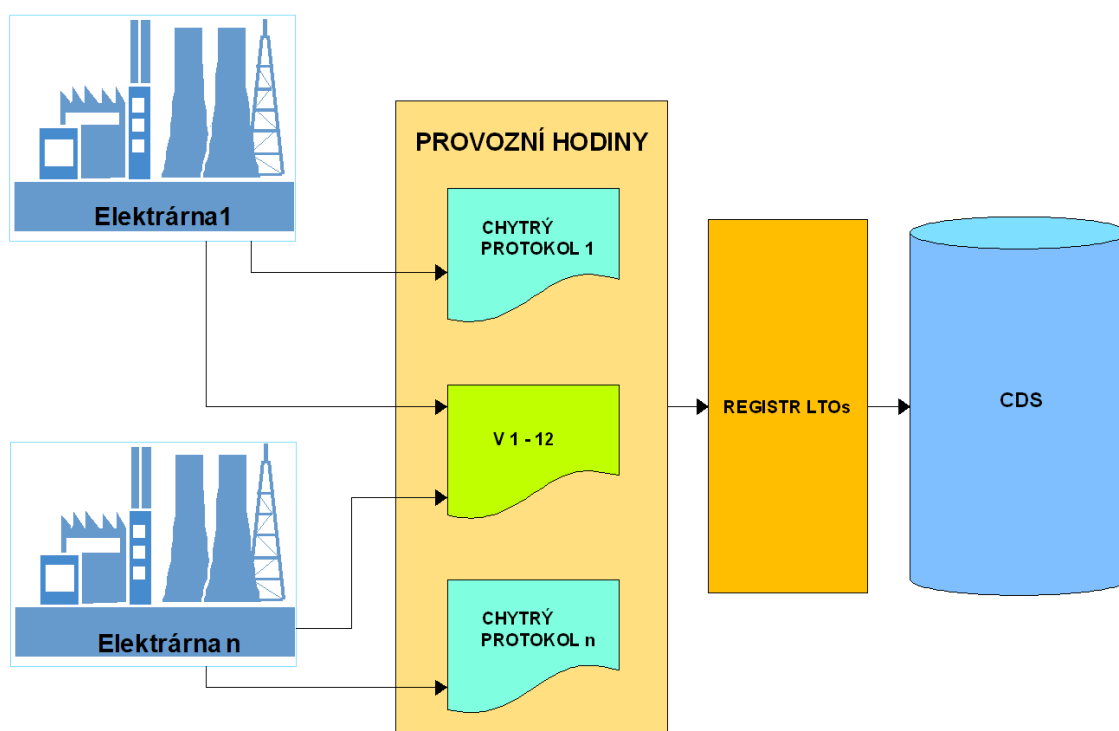 Elektrárna1
PROVOZNÍ HODINY
CHYTRÝ
PROTOKOL 1
V 1 - 12
REGISTR LTOs
CDS
Elektrárna n
CHYTRÝ
PROTOKOL n